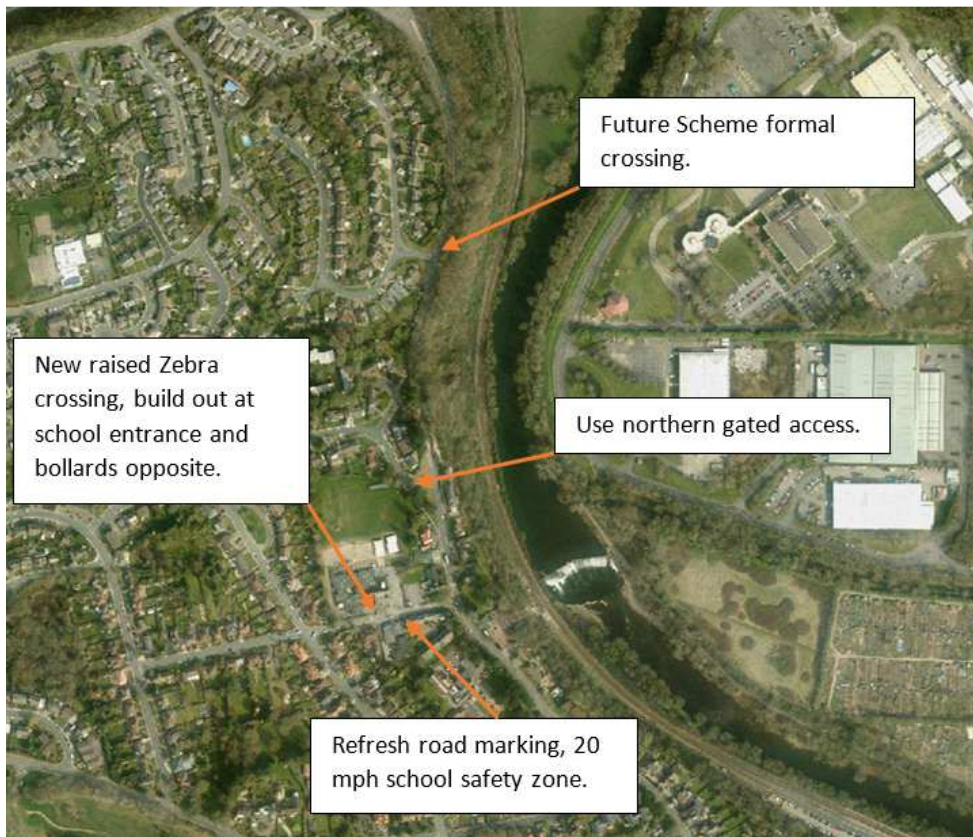 Future Scheme formal
crossing.
New raised Zebra
crossing, build out at
school entrance and
bollards opposite.
Use northern gated access.
Refresh road marking, 20
mph school safety zone.